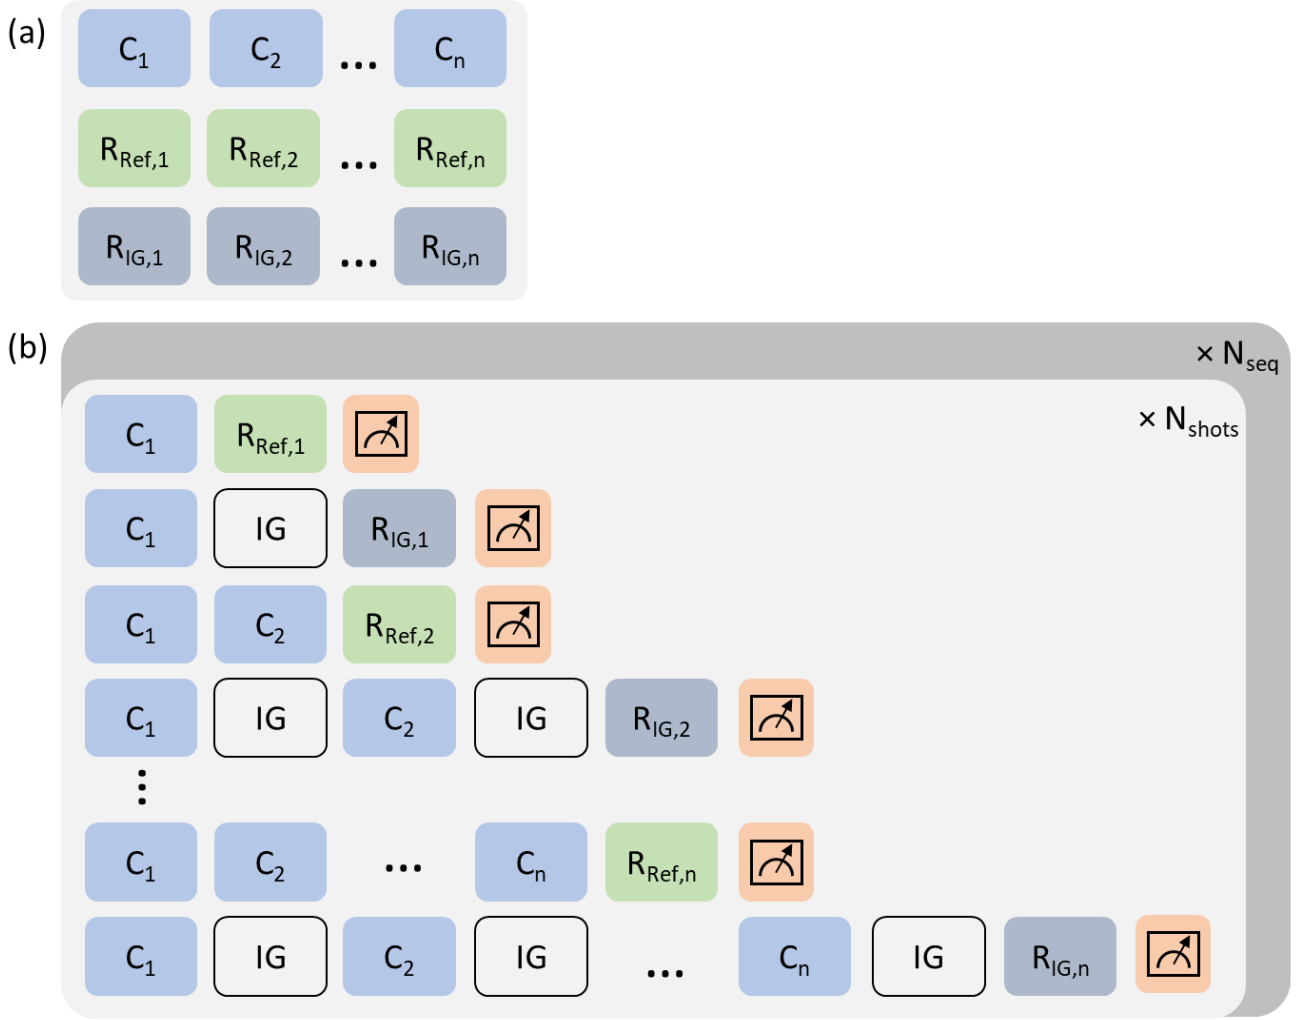 (a)
C1 C2 ... Cn
RRef,1 RRef,2 ... RRef,n
RIG,1 RIG,2 ... RIG,n
(b)
× Nseq
× Nshots
C1 RRef,1
C1 IG RIG,1
C1 C2 RRef,2
C1 IG C2 IG RIG,2
⋮
C1 C2 ... Cn RRef,n
C1 IG C2 IG ... Cn IG RIG,n